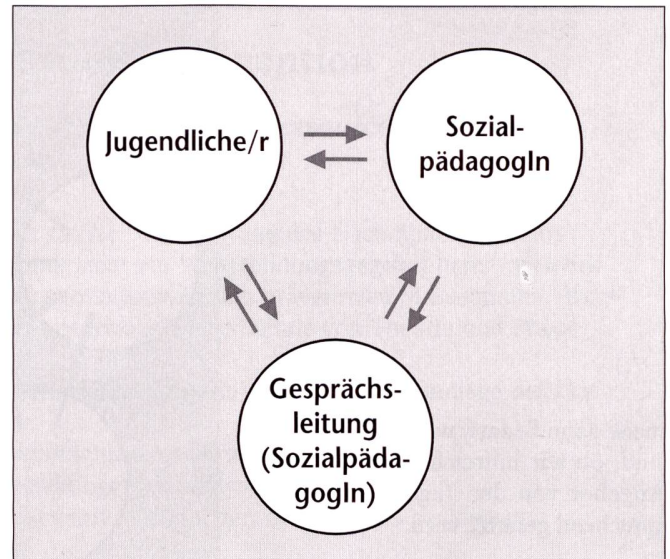 Jugendliche/r
Sozial-
pädagogIn
Gesprächs-
leitung
(Sozialpäda-
gogIn)